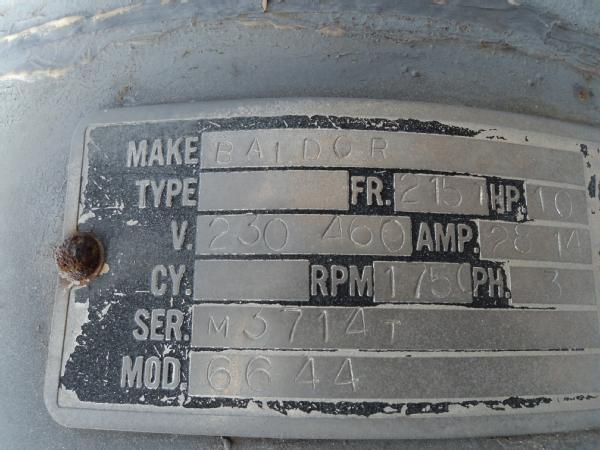 MAKE BALDOR
TYPE FR. 215T HP. 10
V. 230 460 AMP. 28 14
CY. RPM 1750 PH. 3
SER. M3714T
MOD. 6644